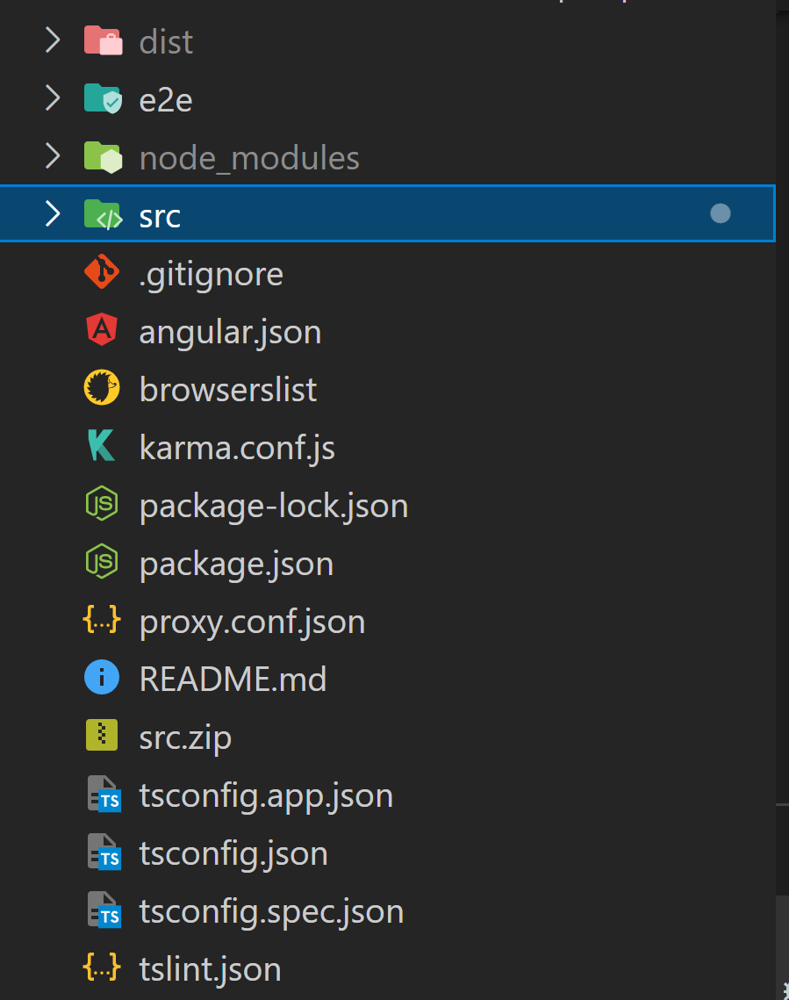 dist
e2e
node_modules
src
.gitignore
angular.json
browserslist
karma.conf.js
package-lock.json
package.json
proxy.conf.json
README.md
src.zip
tsconfig.app.json
tsconfig.json
tsconfig.spec.json
tslint.json